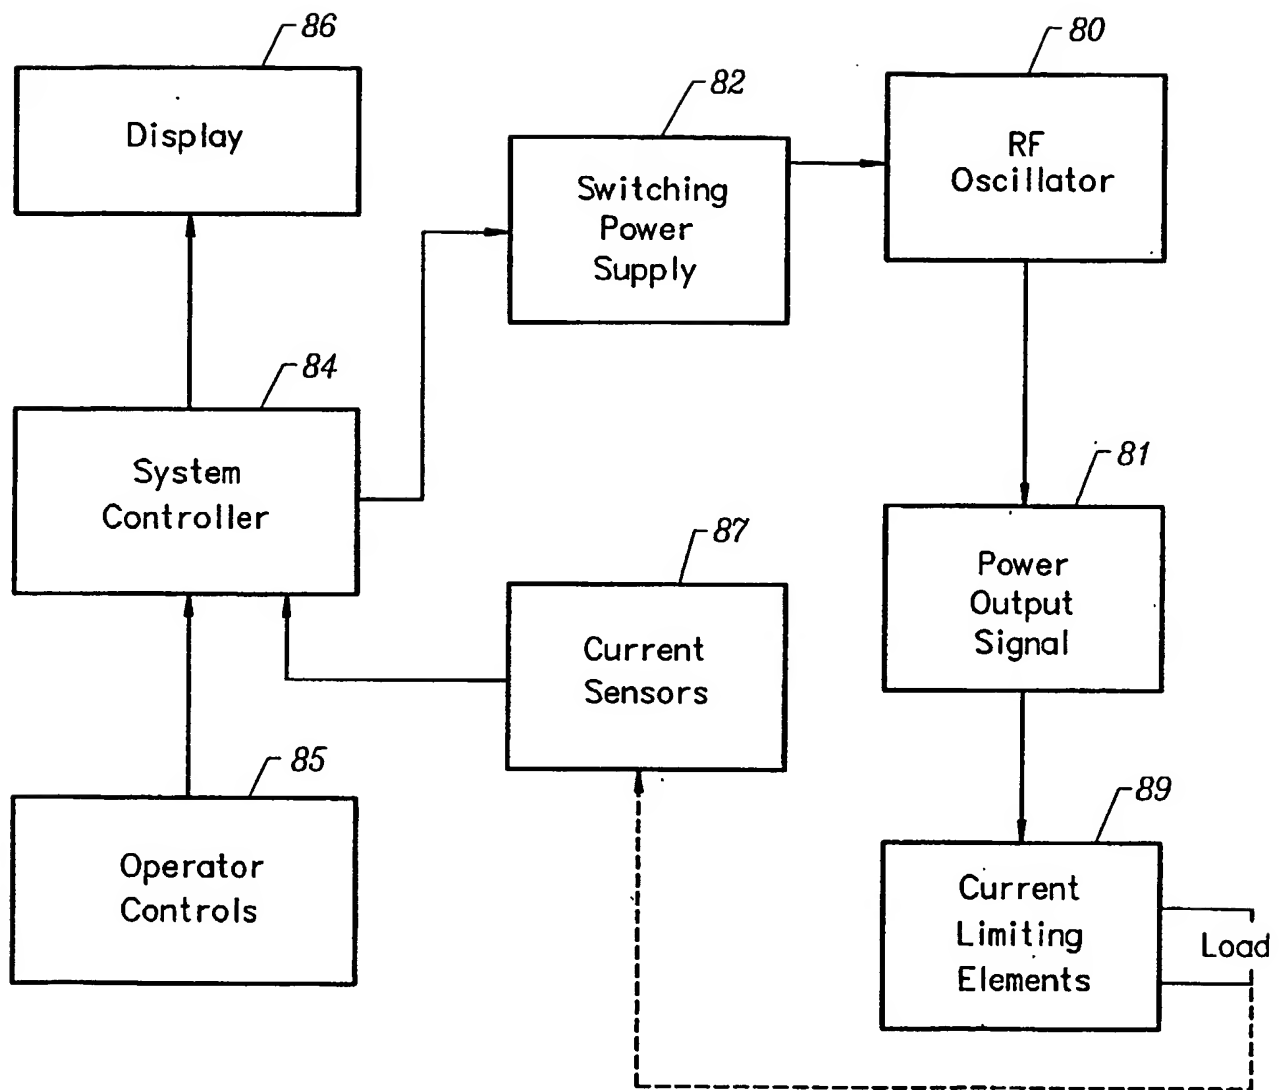 86
Display
82
Switching
Power
Supply
80
RF
Oscillator
84
System
Controller
87
Current
Sensors
81
Power
Output
Signal
85
Operator
Controls
89
Current
Limiting
Elements
Load